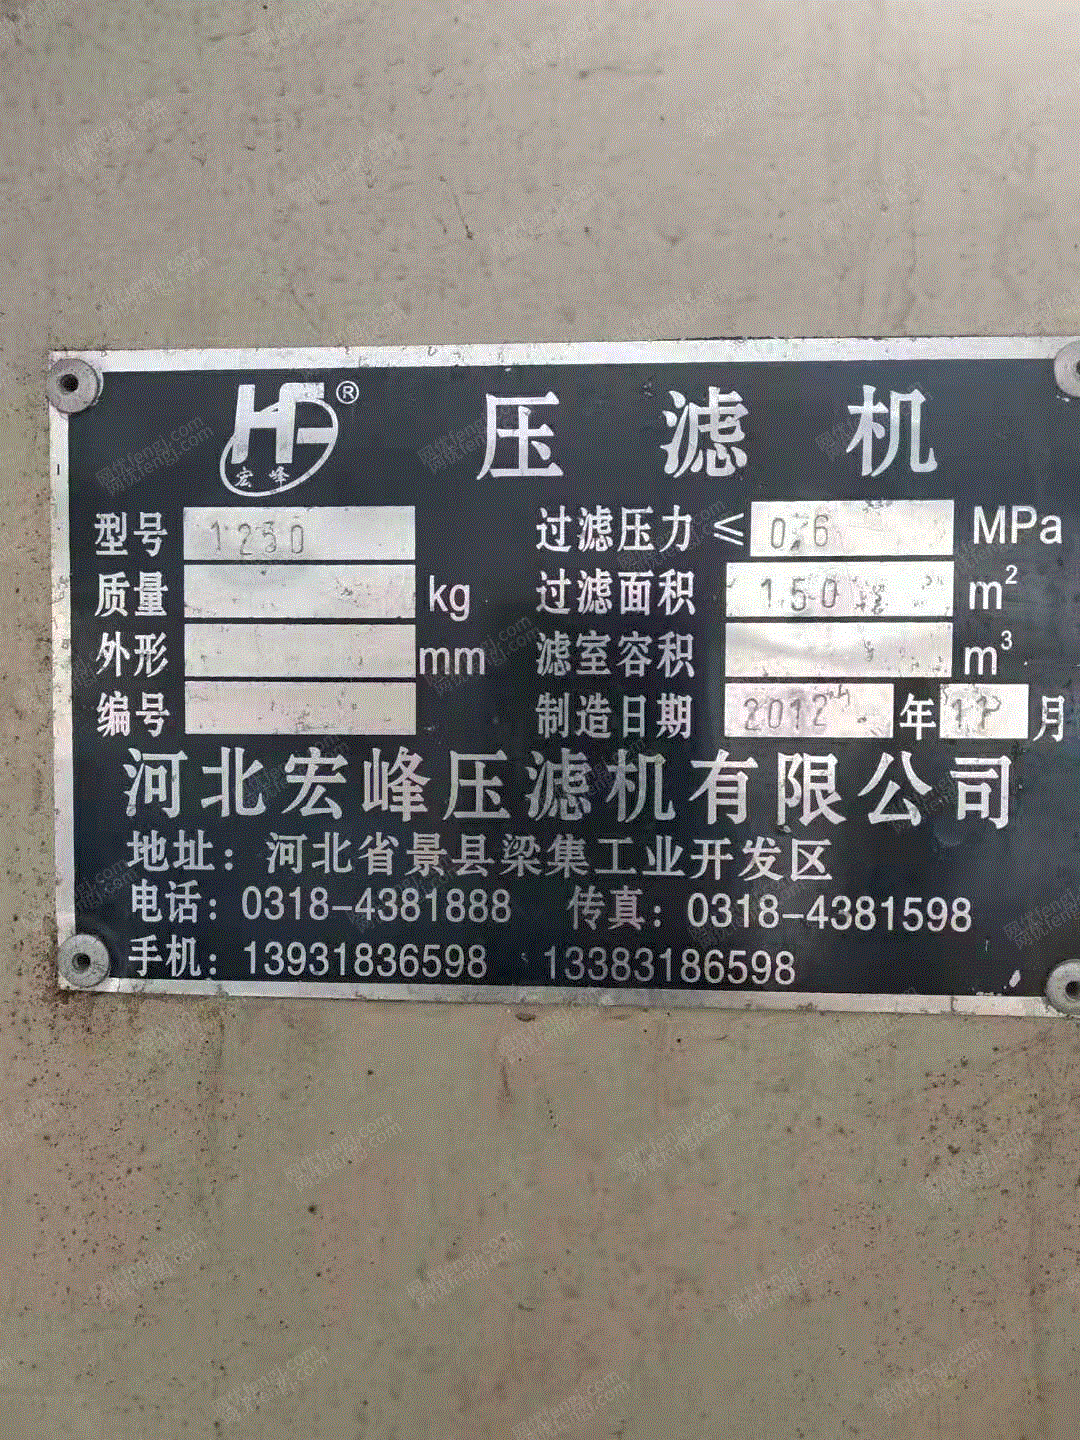 HF ® 压滤机
宏峰
型号 1250 过滤压力 ≤ 0.6 MPa
质量 kg 过滤面积 150 m²
外形 mm 滤室容积 m³
编号 制造日期 2012 年 11 月
河北宏峰压滤机有限公司
地址：河北省景县梁集工业开发区
电话：0318-4381888 传真：0318-4381598
手机：13931836598 13383186598